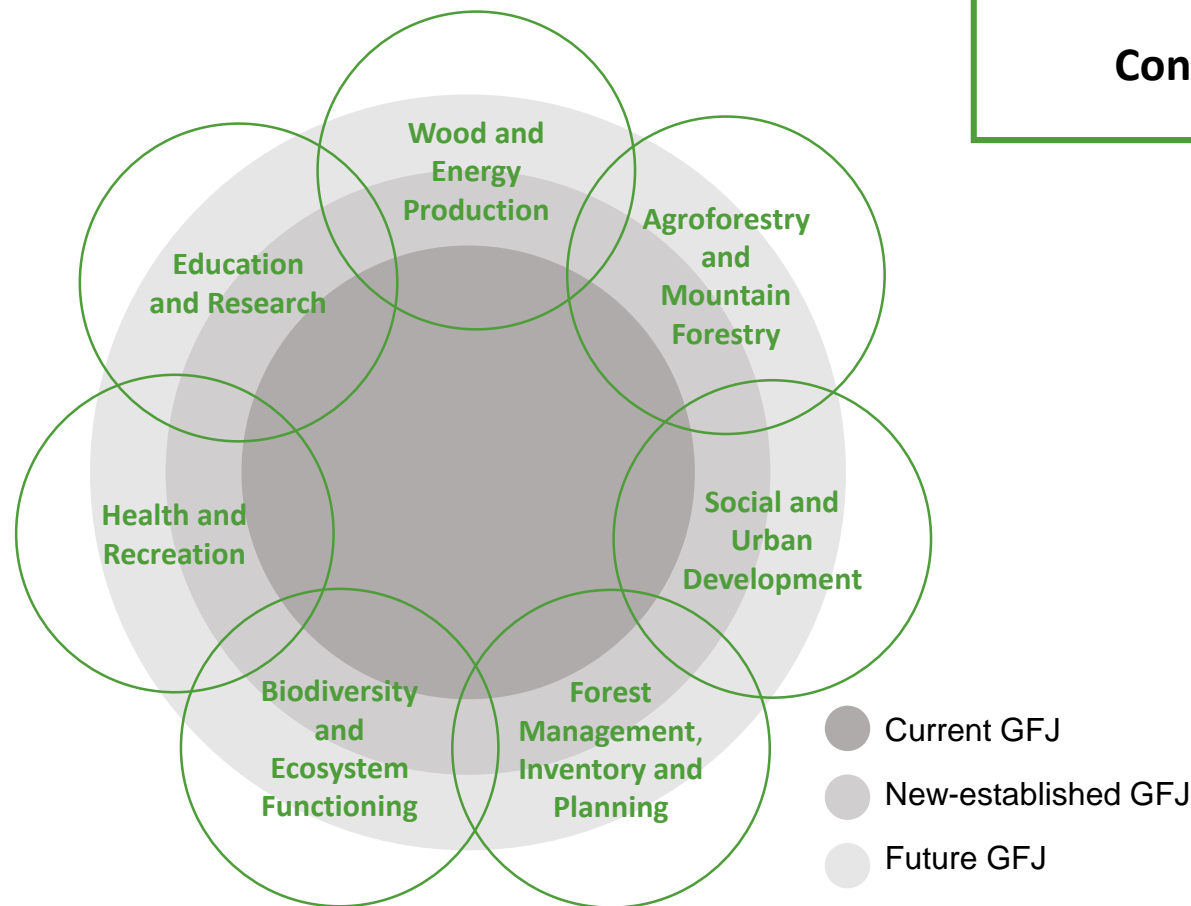 Con
Wood and
Energy
Production
Agroforestry
and
Mountain
Forestry
Education
and Research
Health and
Recreation
Social and
Urban
Development
Biodiversity
and
Ecosystem
Functioning
Forest
Management,
Inventory and
Planning
Current GFJ
New-established GFJ
Future GFJ